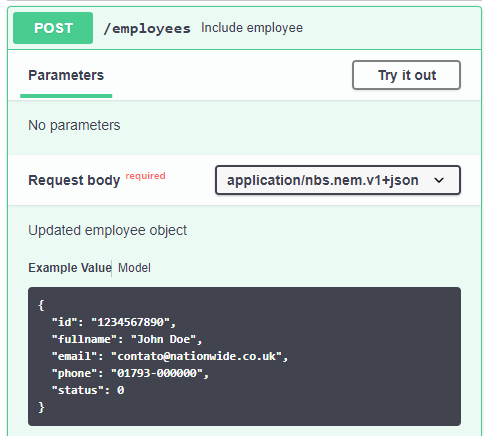 POST /employees Include employee
Parameters Try it out
No parameters
Request body required application/nbs.nem.v1+json
Updated employee object
Example Value Model
{
  "id": "1234567890",
  "fullname": "John Doe",
  "email": "contato@nationwide.co.uk",
  "phone": "01793-000000",
  "status": 0
}